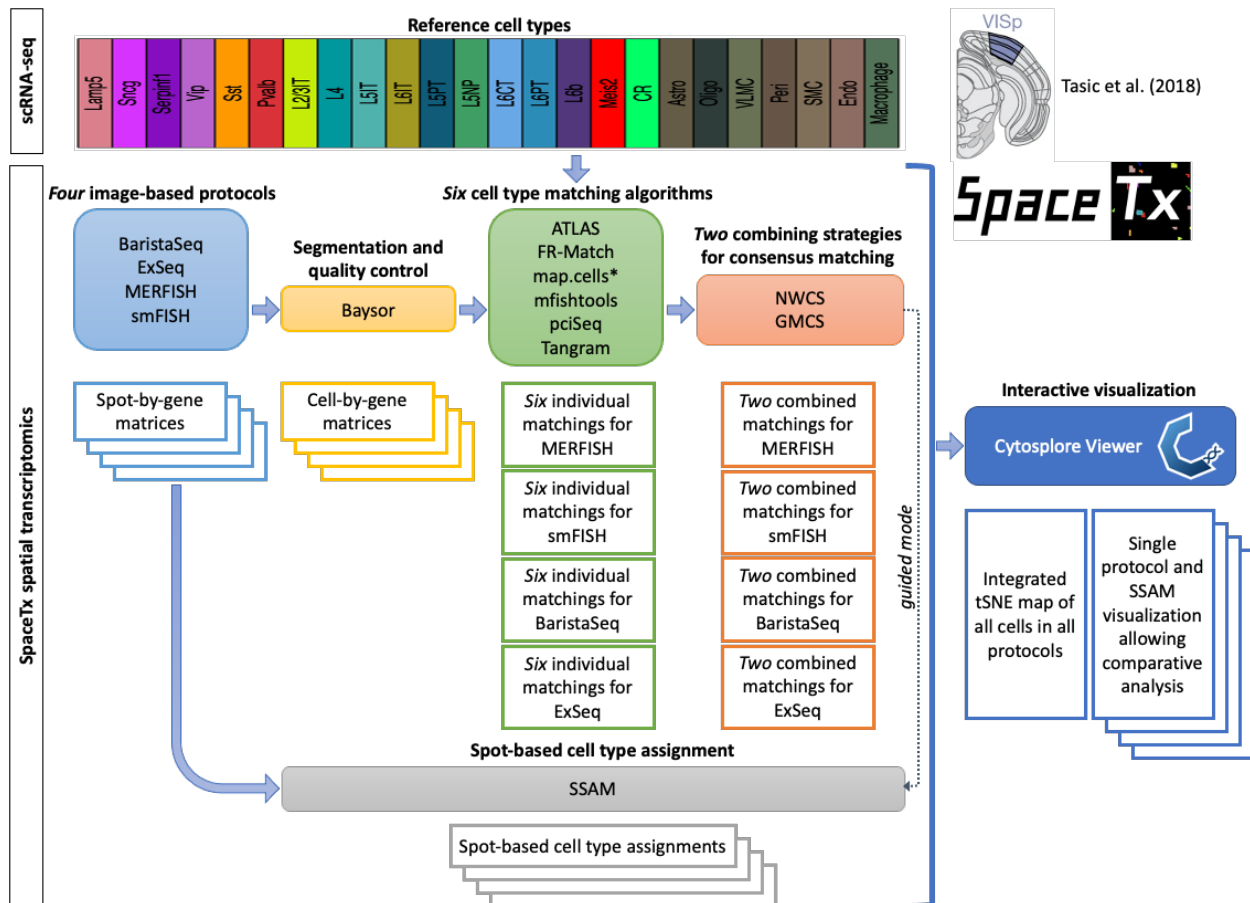 scRNA-seq
Reference cell types
Lamp5
Sncg
Serpinf1
Vip
Sst
Pvalb
L2/3IT
L4
L5IT
L6IT
L5PT
L5NP
L6CT
L6PT
L6b
Meis2
CR
Astro
Oligo
VLMC
Peri
SMC
Endo
Macrophage
VISp
Tasic et al. (2018)
Space Tx
SpaceTx spatial transcriptomics
Four image-based protocols
BaristaSeq
ExSeq
MERFISH
smFISH
Segmentation and
quality control
Baysor
Six cell type matching algorithms
ATLAS
FR-Match
map.cells*
mfishtools
pciSeq
Tangram
Two combining strategies
for consensus matching
NWCS
GMCS
Spot-by-gene
matrices
Cell-by-gene
matrices
Six individual
matchings for
MERFISH
Six individual
matchings for
smFISH
Six individual
matchings for
BaristaSeq
Six individual
matchings for
ExSeq
Two combined
matchings for
MERFISH
Two combined
matchings for
smFISH
Two combined
matchings for
BaristaSeq
Two combined
matchings for
ExSeq
guided mode
Spot-based cell type assignment
SSAM
Spot-based cell type assignments
Interactive visualization
Cytosplore Viewer
Integrated
tSNE map of
all cells in all
protocols
Single
protocol and
SSAM
visualization
allowing
comparative
analysis